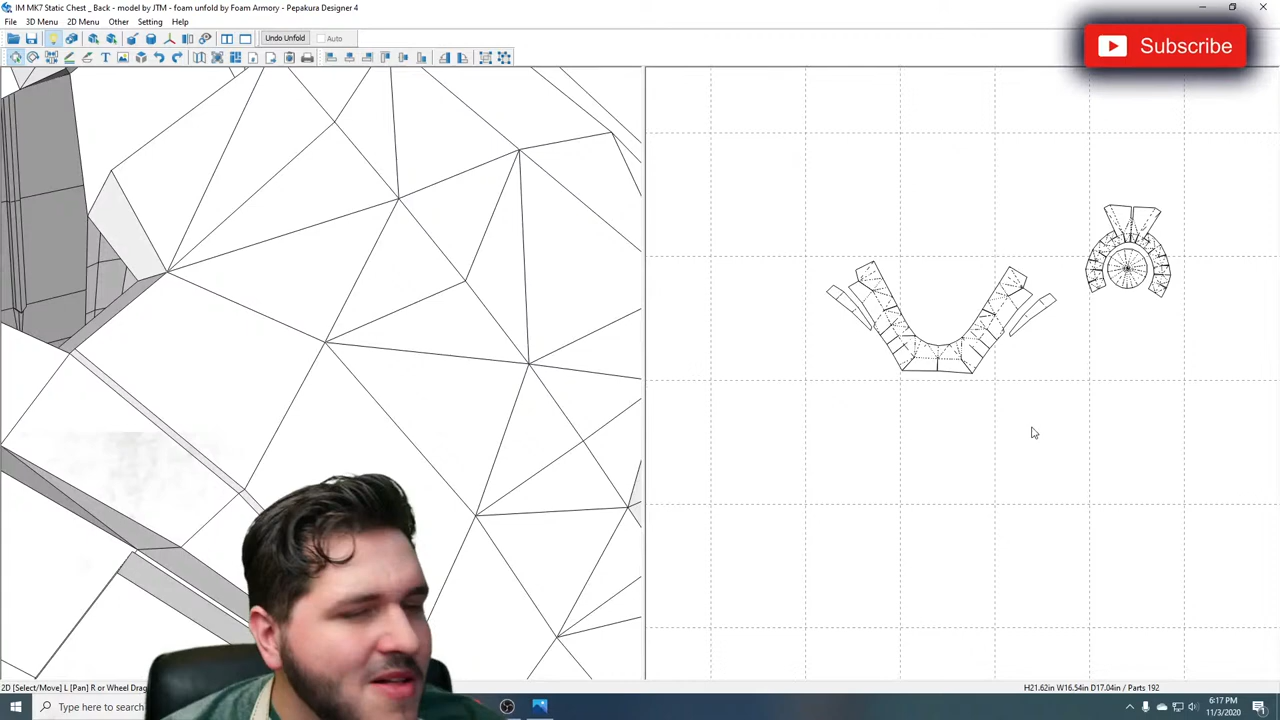 IM MK7 Static Chest _ Back - model by JTM - foam unfold by Foam Armory - Pepakura Designer 4
File 3D Menu 2D Menu Other Setting Help
Subscribe
Undo Unfold Auto
2D [Select/Move] L [Pan] R or Wheel Drag
H21.62in W16.54in D17.04in / Parts 192
Type here to search
6:17 PM
11/3/2020